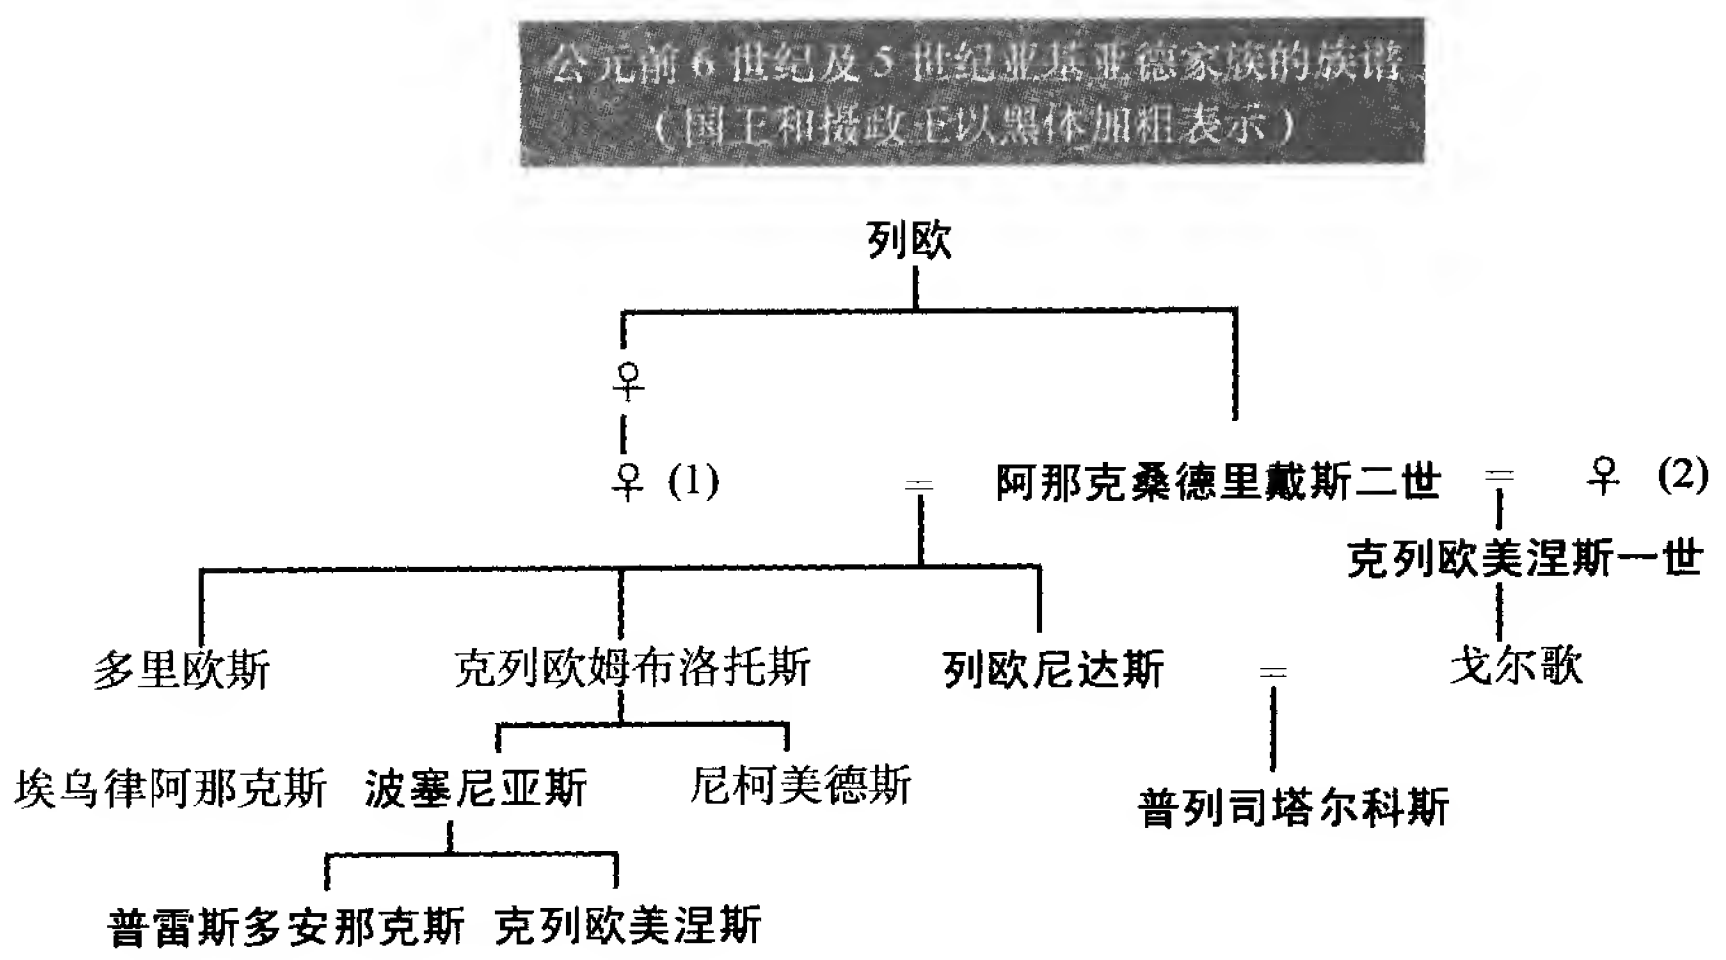 公元前6世纪及5世纪亚基亚德家族的族谱
（国王和摄政王以黑体加粗表示）
列欧
♀
♀ (1) = 阿那克桑德里戴斯二世 = ♀ (2)
克列欧美涅斯一世
多里欧斯 克列欧姆布洛托斯 列欧尼达斯 = 戈尔歌
埃乌律阿那克斯 波塞尼亚斯 尼柯美德斯 普列司塔尔科斯
普雷斯多安那克斯 克列欧美涅斯